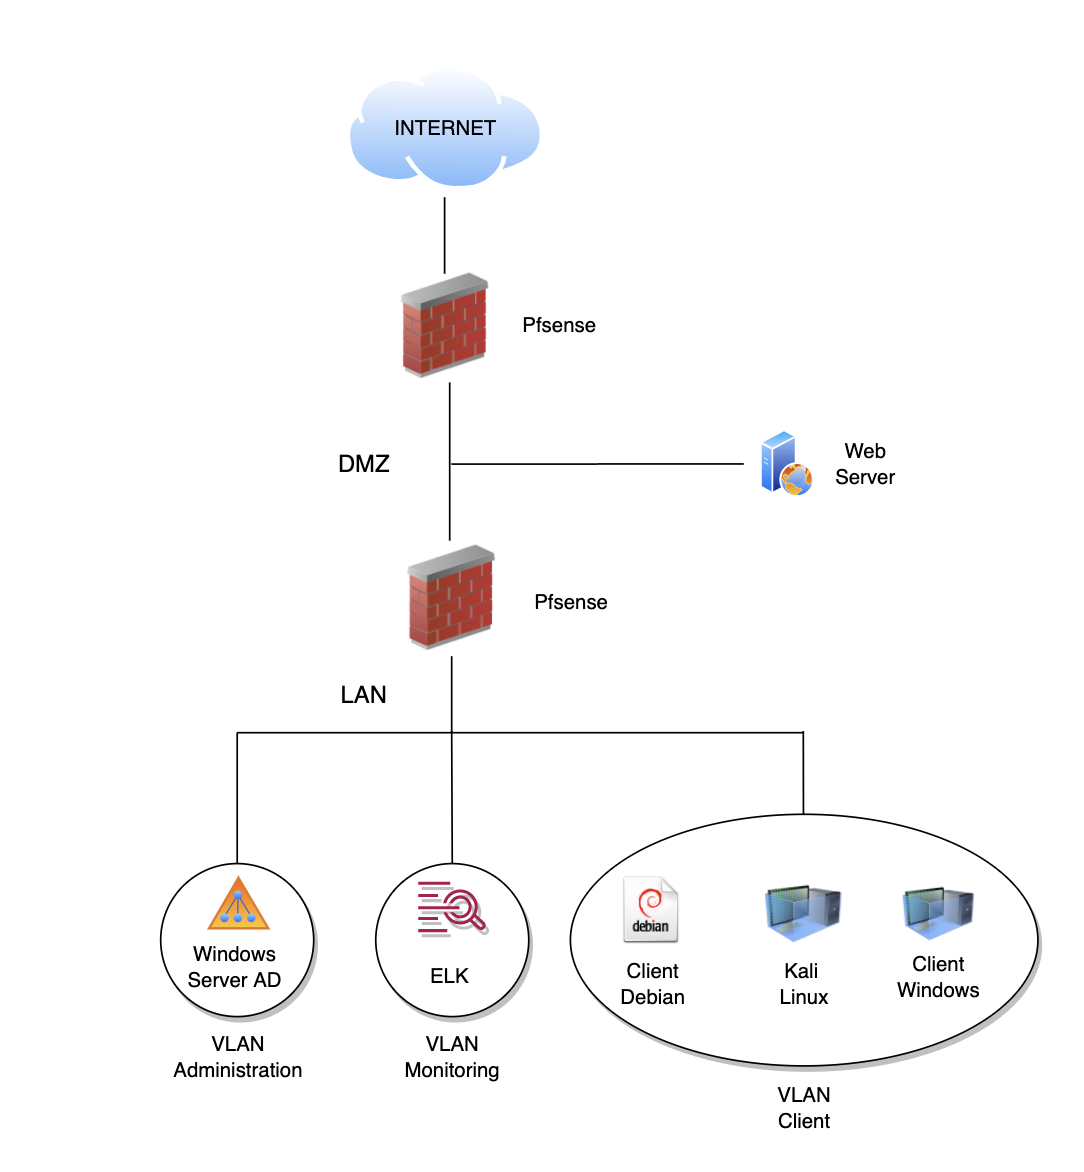 INTERNET
Pfsense
DMZ
Web
Server
Pfsense
LAN
Windows
Server AD
VLAN
Administration
ELK
VLAN
Monitoring
debian
Client
Debian
Kali
Linux
Client
Windows
VLAN
Client